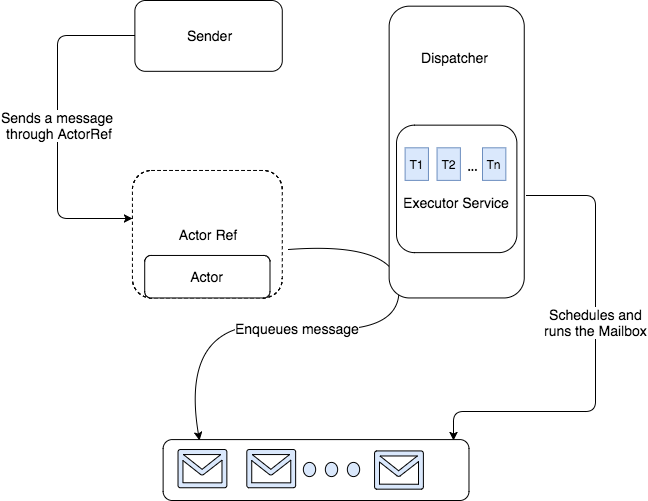 Sender
Dispatcher
Sends a message
through ActorRef
T1 T2 ... Tn
Executor Service
Actor Ref
Actor
Enqueues message
Schedules and
runs the Mailbox